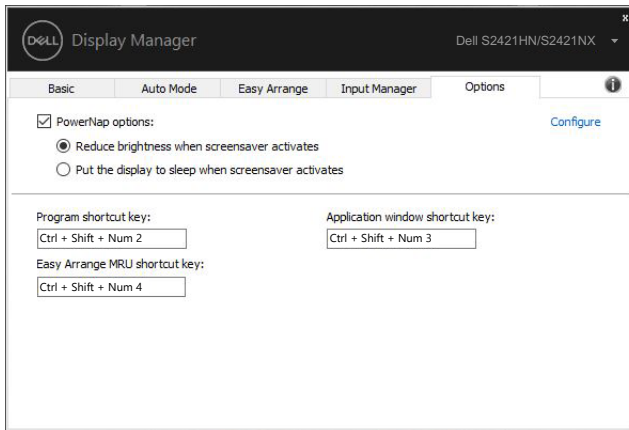 x
DELL Display Manager
Dell S2421HN/S2421NX
Basic Auto Mode Easy Arrange Input Manager Options
PowerNap options:
Configure
Reduce brightness when screensaver activates
Put the display to sleep when screensaver activates
Program shortcut key:
Application window shortcut key:
Ctrl + Shift + Num 2
Ctrl + Shift + Num 3
Easy Arrange MRU shortcut key:
Ctrl + Shift + Num 4